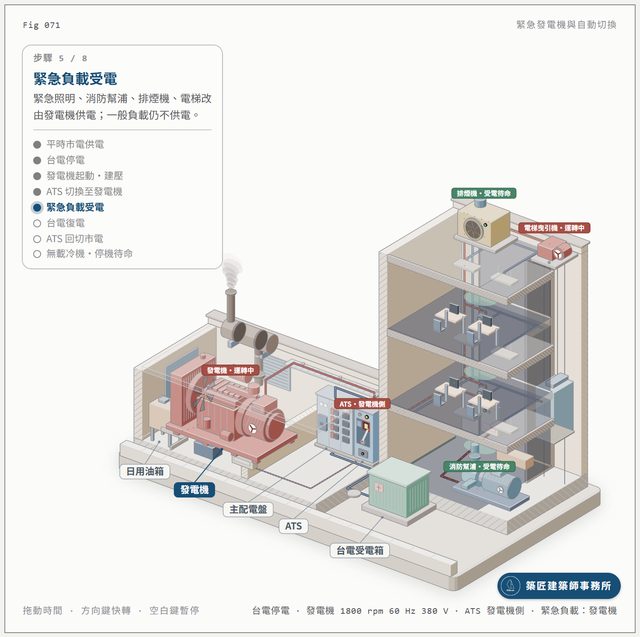 Fig 071
緊急發電機與自動切換
步驟 5 / 8
緊急負載受電
緊急照明、消防幫浦、排煙機、電梯改
由發電機供電；一般負載仍不供電。
平時市電供電
台電停電
發電機起動・建壓
ATS 切換至發電機
緊急負載受電
台電復電
ATS 回切市電
無載冷機・停機待命
排煙機・受電待命
電梯曳引機・運轉中
發電機・運轉中
ATS・發電機側
消防幫浦・受電待命
日用油箱
發電機
主配電盤
ATS
台電受電箱
築匠建築師事務所
拖動時間 · 方向鍵快轉 · 空白鍵暫停
台電停電 · 發電機 1800 rpm 60 Hz 380 V · ATS 發電機側 · 緊急負載：發電機